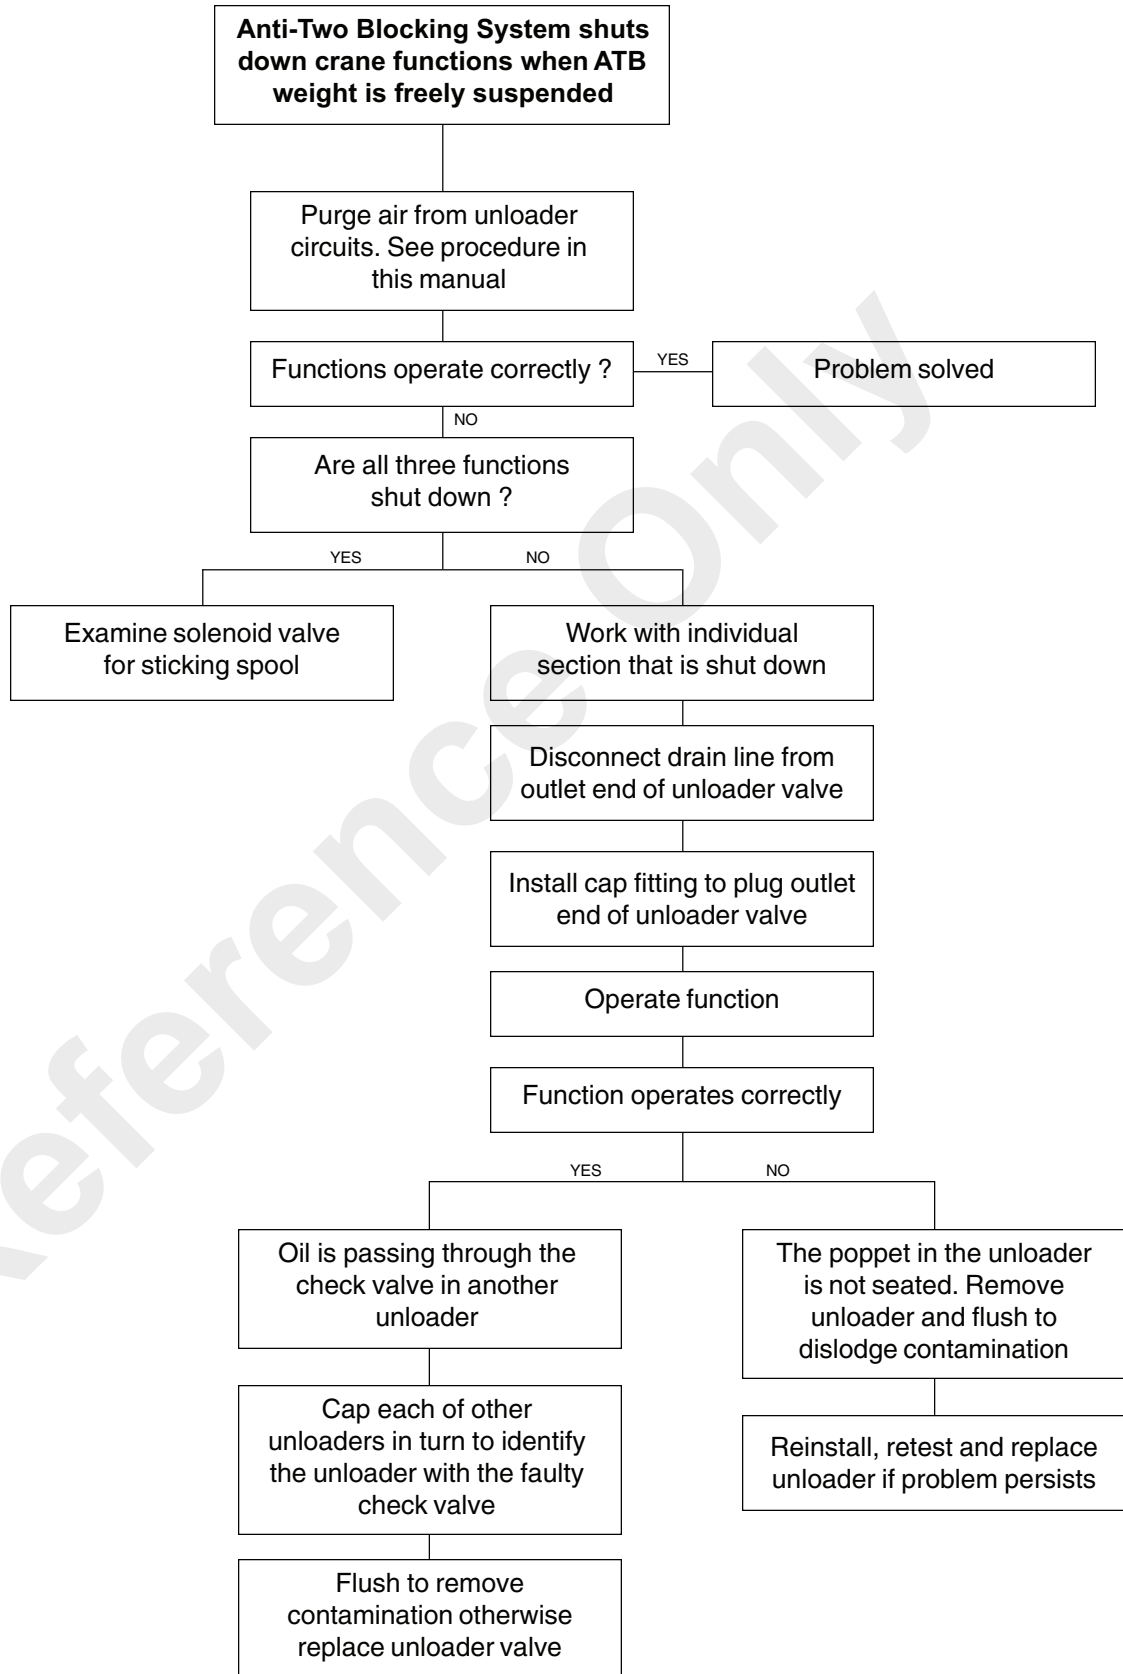 Anti-Two Blocking System shuts
down crane functions when ATB
weight is freely suspended
Purge air from unloader
circuits. See procedure in
this manual
Functions operate correctly ?
YES
Problem solved
NO
Are all three functions
shut down ?
YES
NO
Examine solenoid valve
for sticking spool
Work with individual
section that is shut down
Disconnect drain line from
outlet end of unloader valve
Install cap fitting to plug outlet
end of unloader valve
Operate function
Function operates correctly
YES
NO
Oil is passing through the
check valve in another
unloader
The poppet in the unloader
is not seated. Remove
unloader and flush to
dislodge contamination
Cap each of other
unloaders in turn to identify
the unloader with the faulty
check valve
Reinstall, retest and replace
unloader if problem persists
Flush to remove
contamination otherwise
replace unloader valve
Reference Only